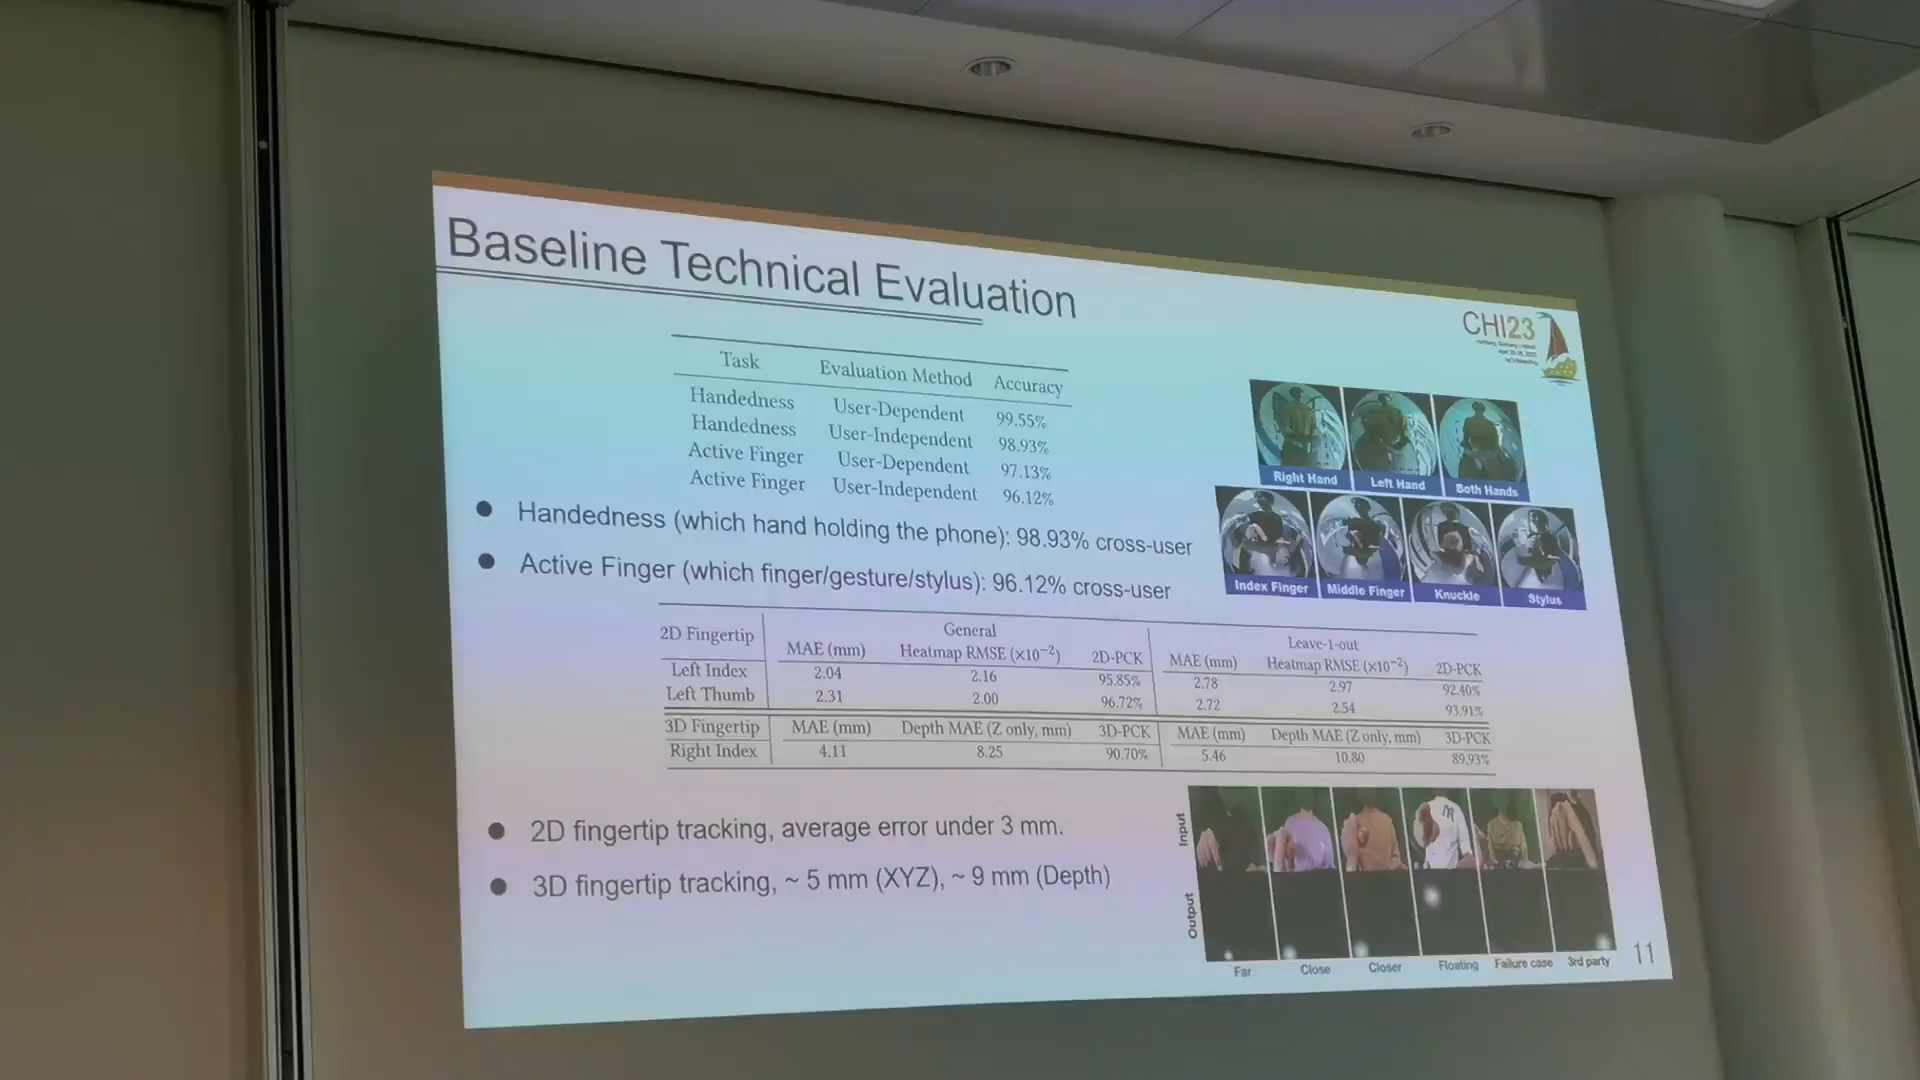 Baseline Technical Evaluation
CHI23
Task Evaluation Method Accuracy
Handedness User-Dependent 99.55%
Handedness User-Independent 98.93%
Active Finger User-Dependent 97.13%
Active Finger User-Independent 96.12%
Right Hand Left Hand Both Hands
Index Finger Middle Finger Knuckle Stylus
● Handedness (which hand holding the phone): 98.93% cross-user
● Active Finger (which finger/gesture/stylus): 96.12% cross-user
2D Fingertip General Leave-1-out
MAE (mm) Heatmap RMSE (×10⁻²) 2D-PCK MAE (mm) Heatmap RMSE (×10⁻²) 2D-PCK
Left Index 2.04 2.16 95.85% 2.78 2.97 92.40%
Left Thumb 2.31 2.00 96.72% 2.72 2.54 93.91%
3D Fingertip MAE (mm) Depth MAE (Z only, mm) 3D-PCK MAE (mm) Depth MAE (Z only, mm) 3D-PCK
Right Index 4.11 8.25 90.70% 5.46 10.80 89.93%
● 2D fingertip tracking, average error under 3 mm.
● 3D fingertip tracking, ~ 5 mm (XYZ), ~ 9 mm (Depth)
Input
Output
Far Close Closer Floating Failure case 3rd party
11